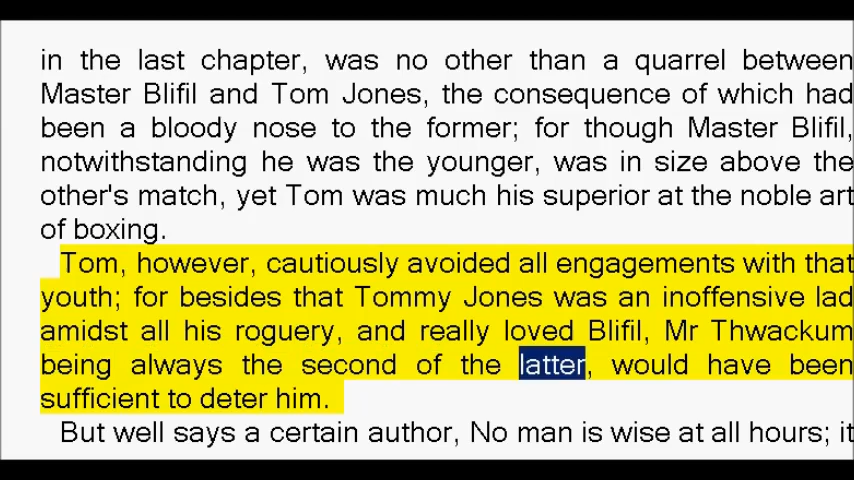 in the last chapter, was no other than a quarrel between
Master Blifil and Tom Jones, the consequence of which had
been a bloody nose to the former; for though Master Blifil,
notwithstanding he was the younger, was in size above the
other's match, yet Tom was much his superior at the noble art
of boxing.
Tom, however, cautiously avoided all engagements with that
youth; for besides that Tommy Jones was an inoffensive lad
amidst all his roguery, and really loved Blifil, Mr Thwackum
being always the second of the latter, would have been
sufficient to deter him.
But well says a certain author, No man is wise at all hours; it